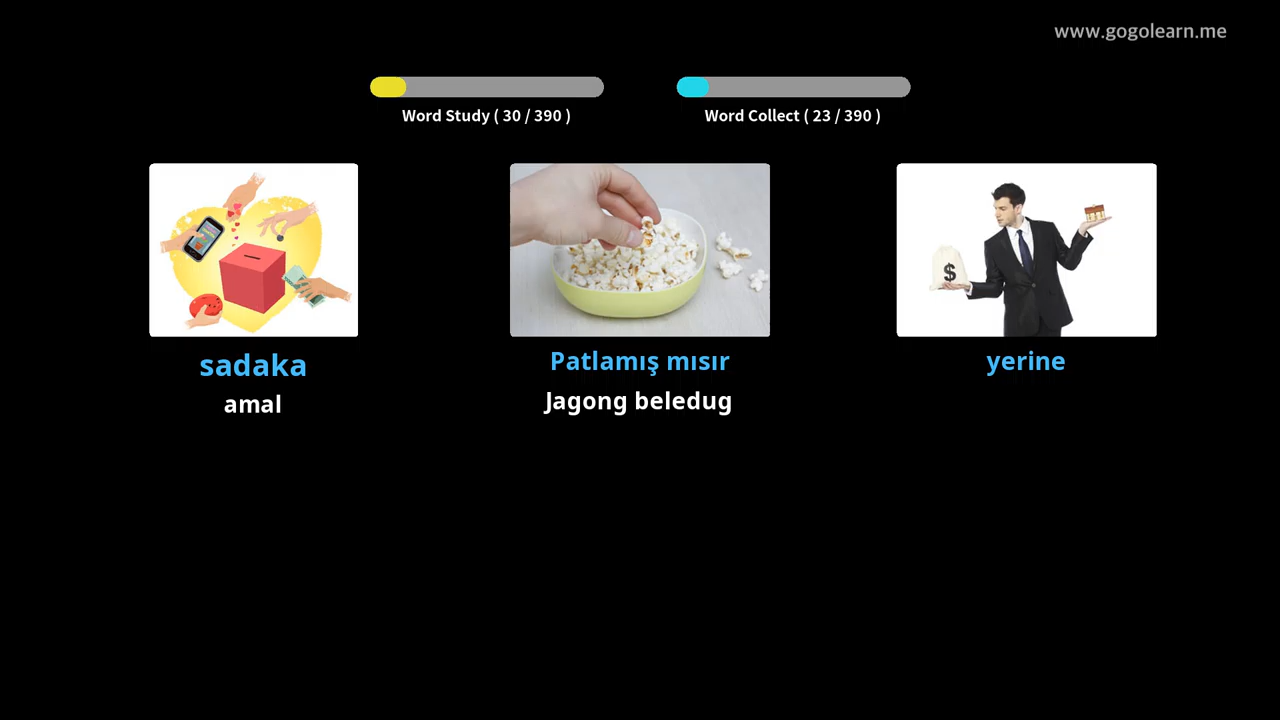 www.gogolearn.me
Word Study ( 30 / 390 )
Word Collect ( 23 / 390 )
$
sadaka
Patlamış mısır
yerine
amal
Jagong beledug